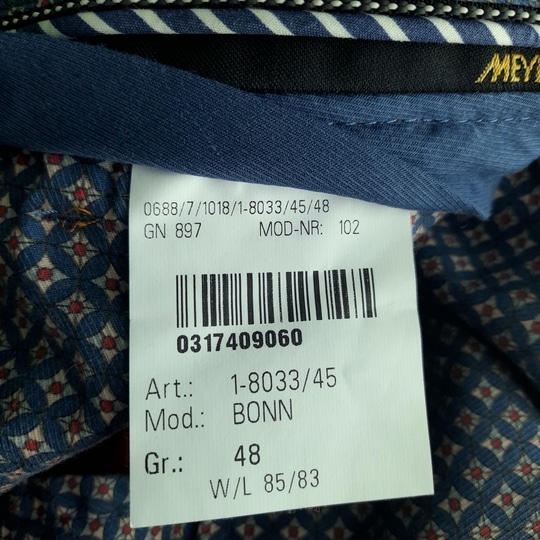 0688/7/1018/1-8033/45/48
GN 897 MOD-NR: 102
0317409060
Art.: 1-8033/45
Mod.: BONN
Gr.: 48
W/L 85/83